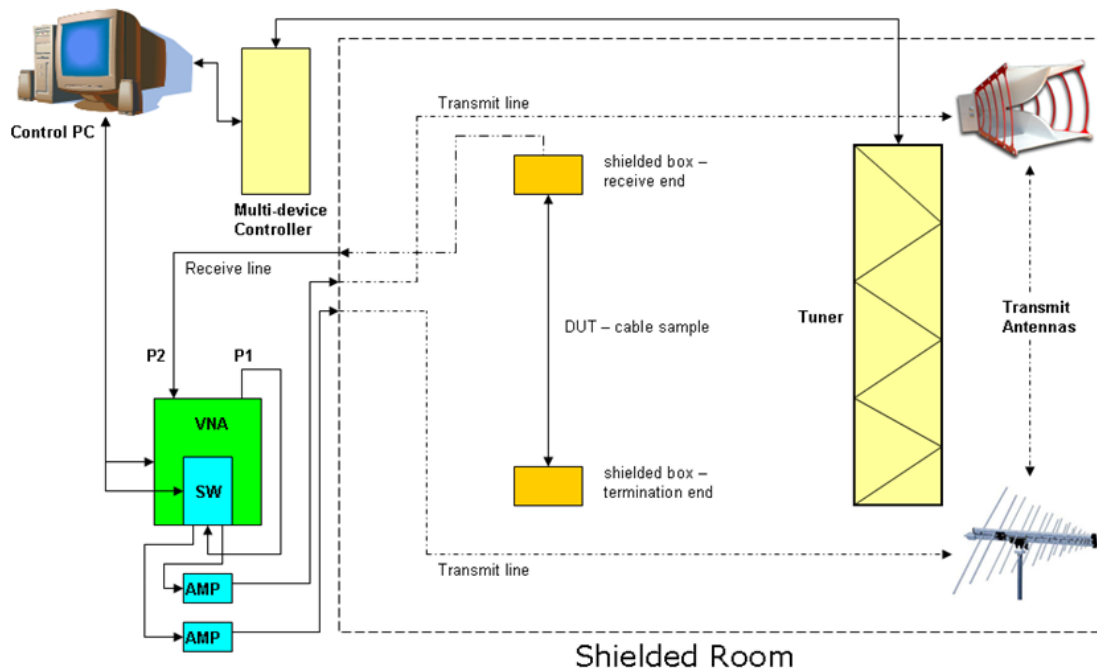 Control PC
Multi-device
Controller
Transmit line
shielded box –
receive end
Receive line
DUT – cable sample
Tuner
Transmit
Antennas
P2
P1
VNA
SW
shielded box –
termination end
Transmit line
AMP
AMP
Shielded Room